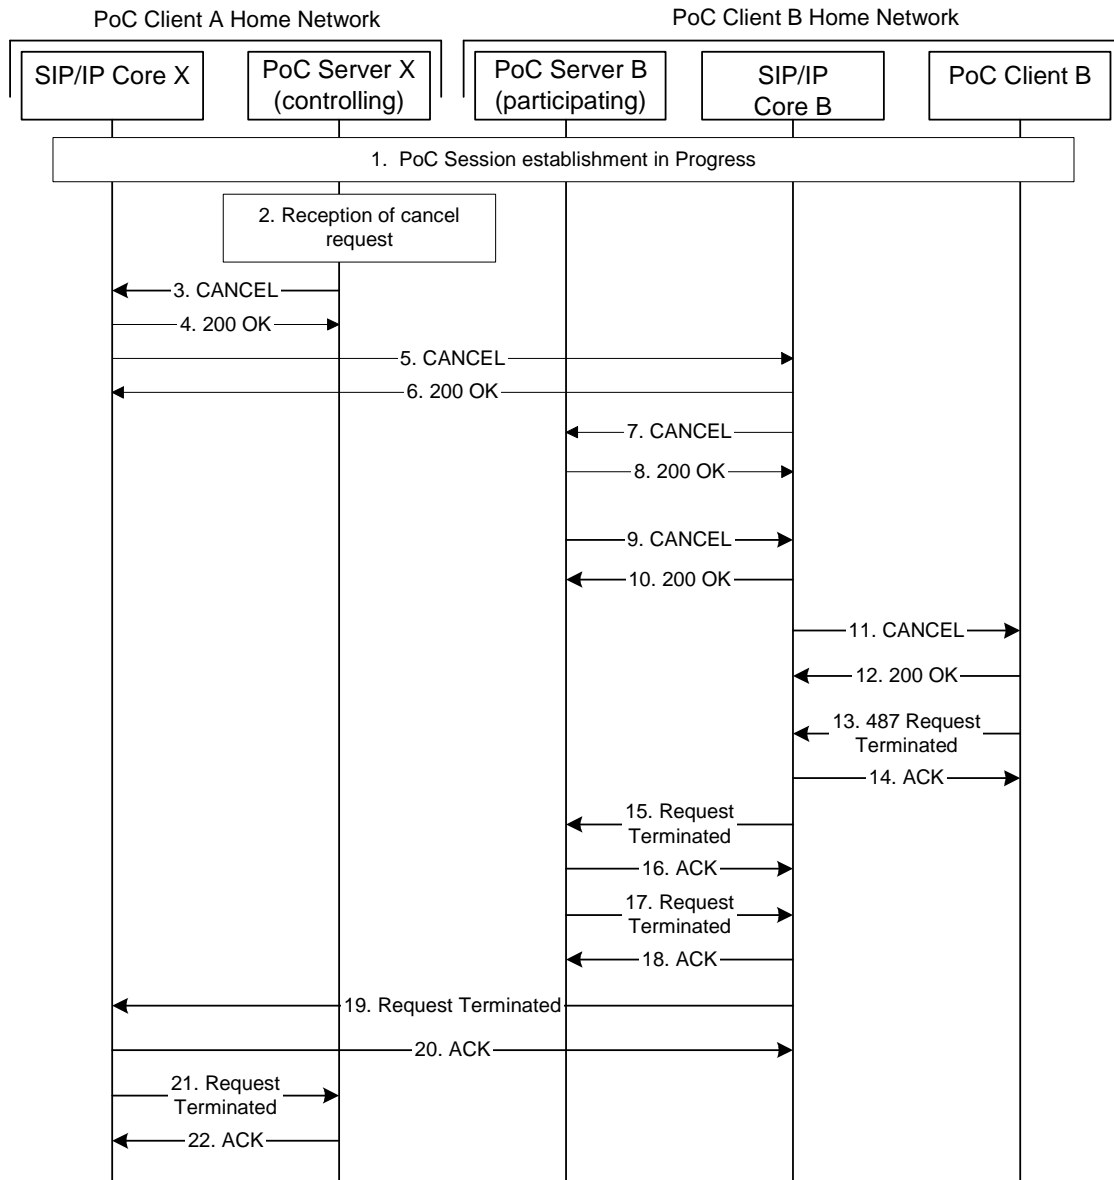 PoC Client A Home Network
PoC Client B Home Network
SIP/IP Core X
PoC Server X
(controlling)
PoC Server B
(participating)
SIP/IP
Core B
PoC Client B
1. PoC Session establishment in Progress
2. Reception of cancel
request
3. CANCEL
4. 200 OK
5. CANCEL
6. 200 OK
7. CANCEL
8. 200 OK
9. CANCEL
10. 200 OK
11. CANCEL
12. 200 OK
13. 487 Request
Terminated
14. ACK
15. Request
Terminated
16. ACK
17. Request
Terminated
18. ACK
19. Request Terminated
20. ACK
21. Request
Terminated
22. ACK